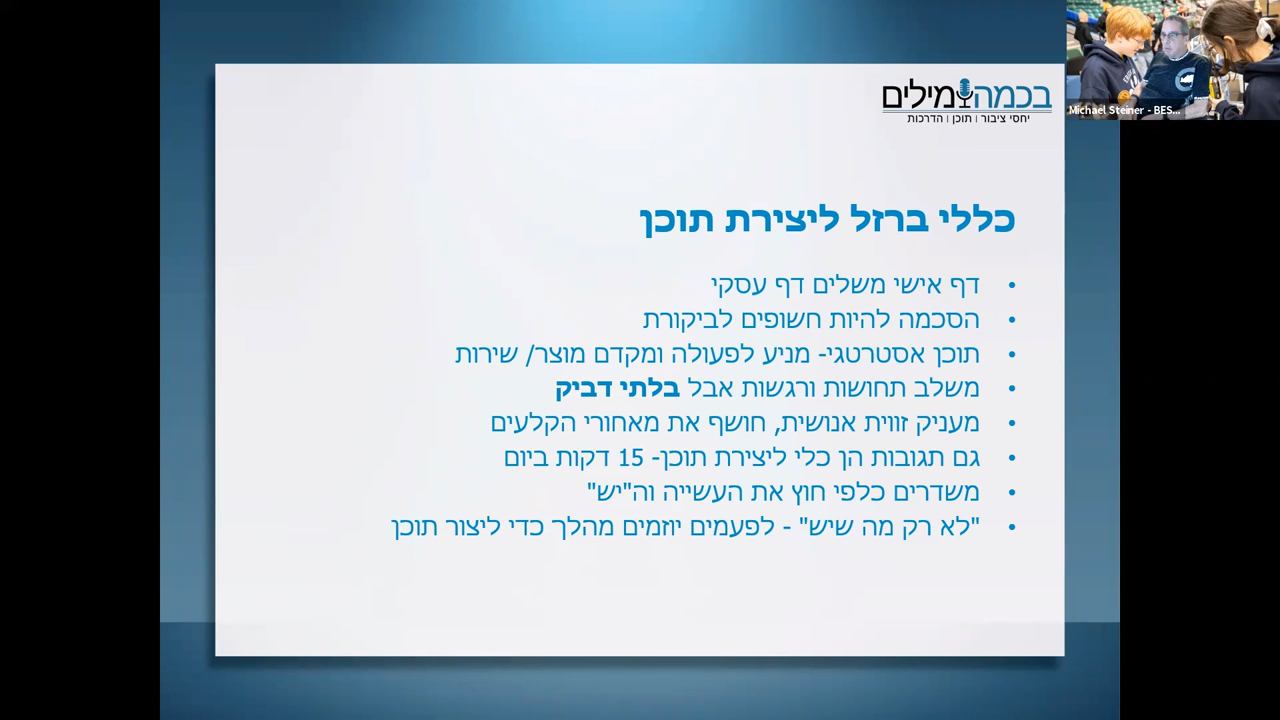 בכמה מילים
יחסי ציבור | תוכן | הדרכות
Michael Steiner - BES...
כללי ברזל ליצירת תוכן
• דף אישי משלים דף עסקי
• הסכמה להיות חשופים לביקורת
• תוכן אסטרטגי- מניע לפעולה ומקדם מוצר/ שירות
• משלב תחושות ורגשות אבל בלתי דביק
• מעניק זווית אנושית, חושף את מאחורי הקלעים
• גם תגובות הן כלי ליצירת תוכן- 15 דקות ביום
• משדרים כלפי חוץ את העשייה וה"יש"
• "לא רק מה שיש" - לפעמים יוזמים מהלך כדי ליצור תוכן